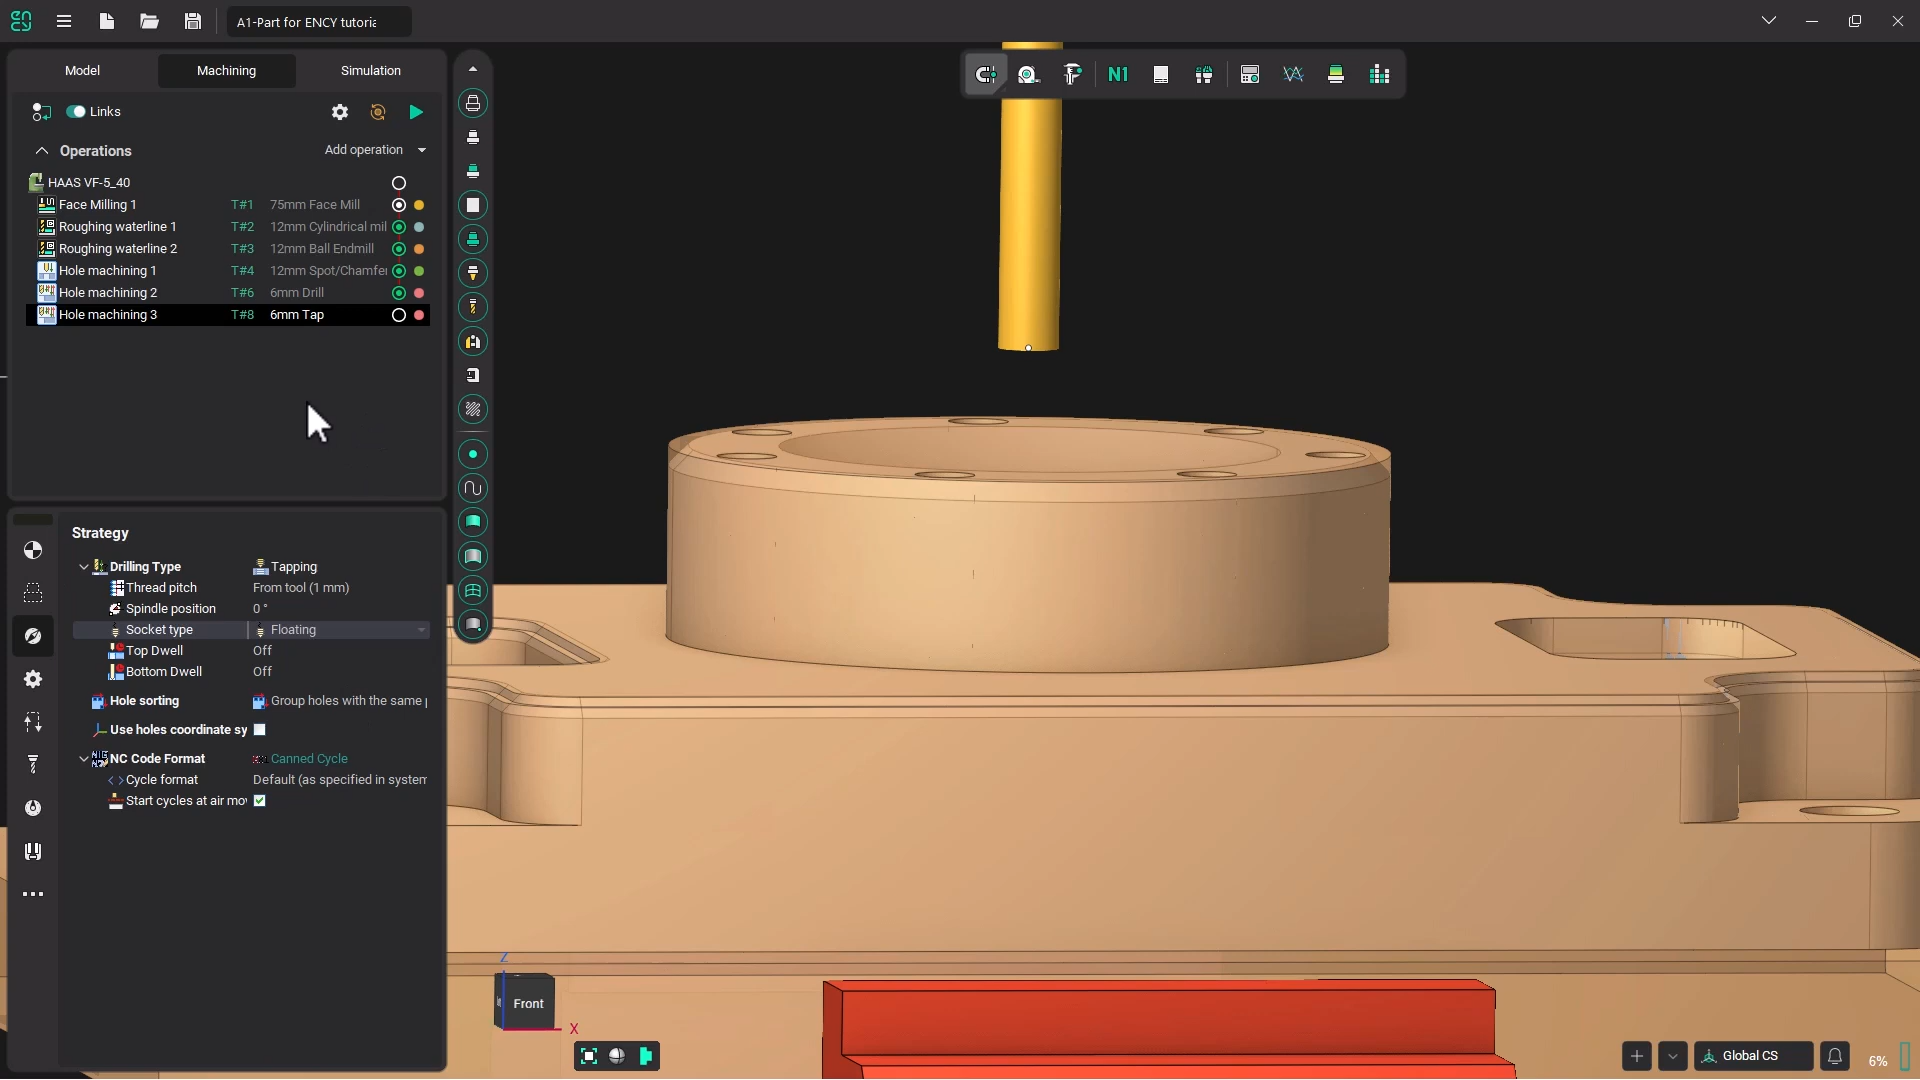 A1-Part for ENCY tutoria
Model Machining Simulation
Links
Operations Add operation
HAAS VF-5_40
Face Milling 1 T#1 75mm Face Mill
Roughing waterline 1 T#2 12mm Cylindrical mil
Roughing waterline 2 T#3 12mm Ball Endmill
Hole machining 1 T#4 12mm Spot/Chamfe
Hole machining 2 T#6 6mm Drill
Hole machining 3 T#8 6mm Tap
N1
Strategy
Drilling Type Tapping
Thread pitch From tool (1 mm)
Spindle position 0 °
Socket type Floating
Top Dwell Off
Bottom Dwell Off
Hole sorting Group holes with the same
Use holes coordinate sy
NC Code Format Canned Cycle
Cycle format Default (as specified in system
Start cycles at air mo
Z
Front
X
Global CS
6%